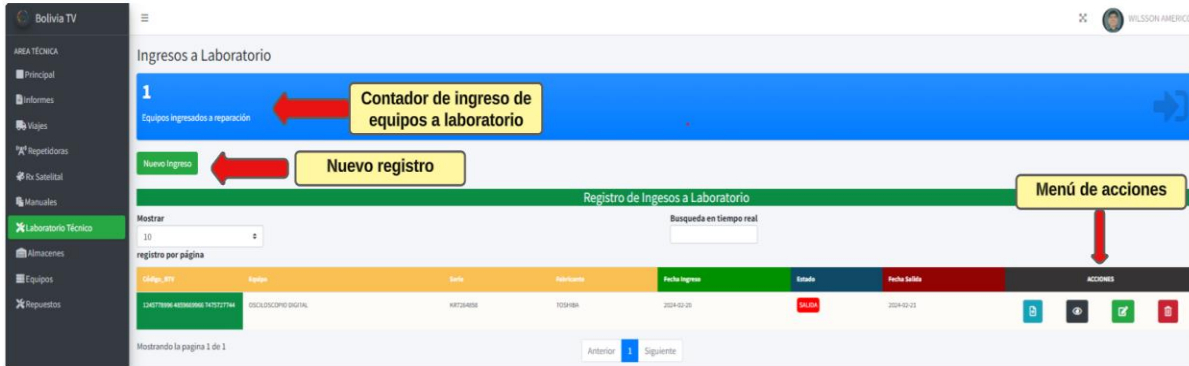 Bolivia TV
WILSSON AMERICO
AREA TÉCNICA
Principal
Informes
Viajes
Repetidoras
Rx Satelital
Manuales
Laboratorio Técnico
Almacenes
Equipos
Repuestos
Ingresos a Laboratorio
1
Equipos ingresados a reparación
Contador de ingreso de
equipos a laboratorio
Nuevo Ingreso
Nuevo registro
Menú de acciones
Registro de Ingesos a Laboratorio
Mostrar
10
registro por página
Busqueda en tiempo real
Código_BTV Equipo Serie Fabricante Fecha Ingreso Estado Fecha Salida ACCIONES
OSCILOSCOPIO DIGITAL TOSHIBA 2024-02-20 SALIDA 2024-02-21
Mostrando la pagina 1 de 1
Anterior 1 Siguiente